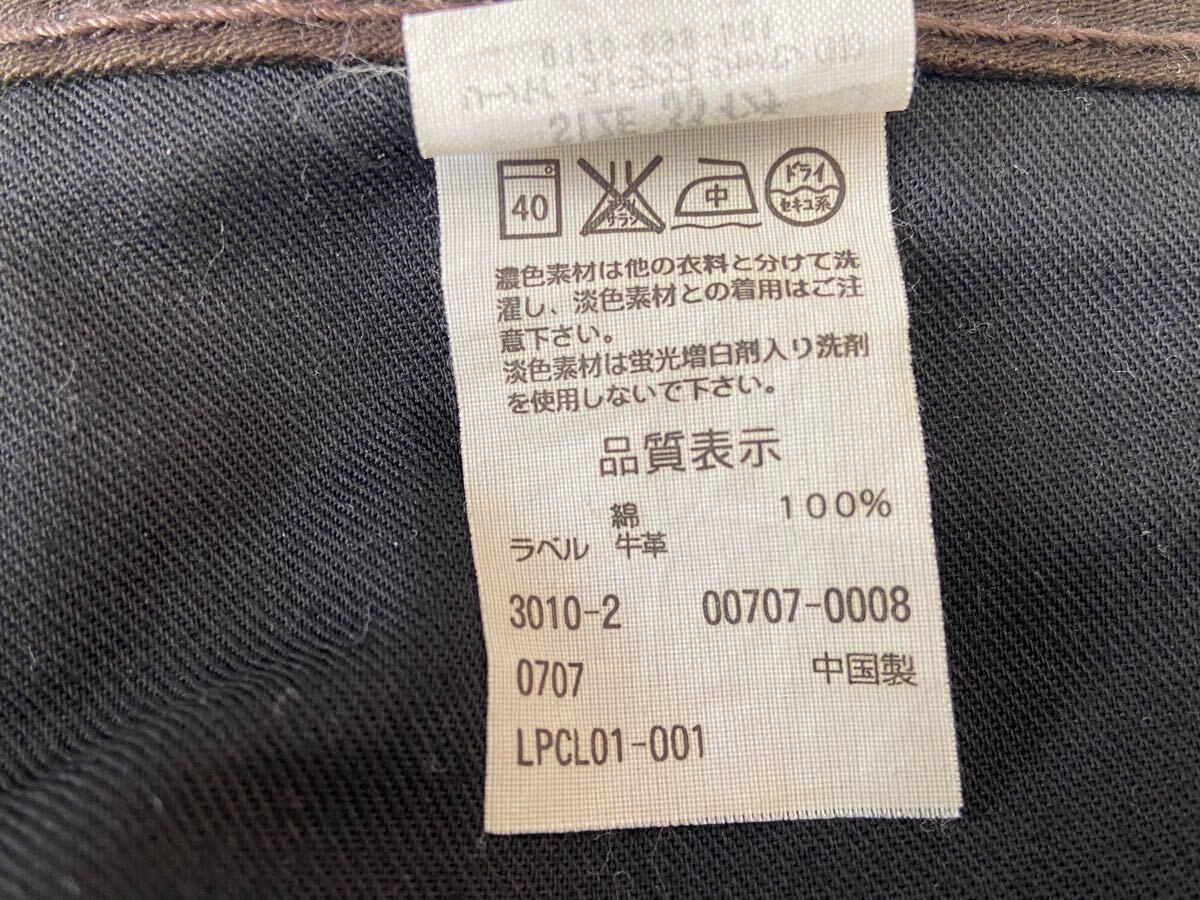 40
中
ドライ
セキユ系
濃色素材は他の衣料と分けて洗
濯し、淡色素材との着用はご注
意下さい。
淡色素材は蛍光増白剤入り洗剤
を使用しないで下さい。
品質表示
綿 100%
ラベル 牛革
3010-2 00707-0008
0707 中国製
LPCL01-001